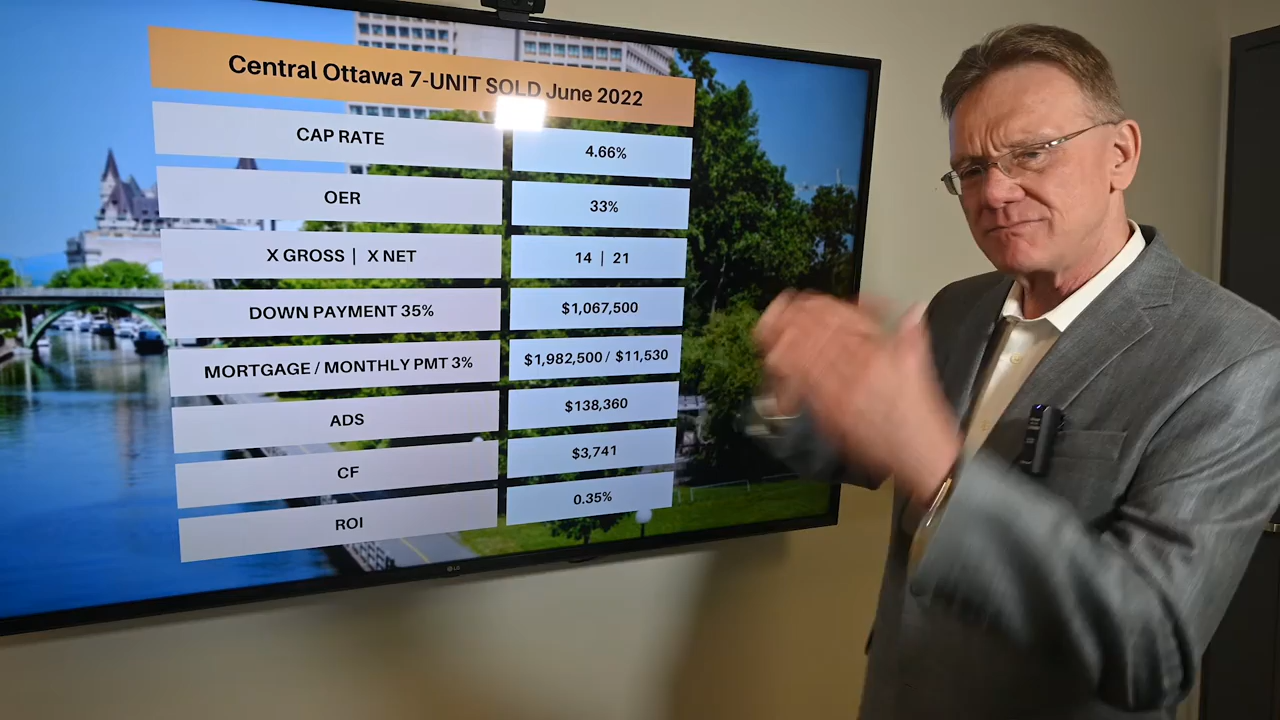 Central Ottawa 7-UNIT SOLD June 2022
CAP RATE 4.66%
OER 33%
X GROSS | X NET 14 | 21
DOWN PAYMENT 35% $1,067,500
MORTGAGE / MONTHLY PMT 3% $1,982,500 / $11,530
ADS $138,360
CF $3,741
ROI 0.35%
LG